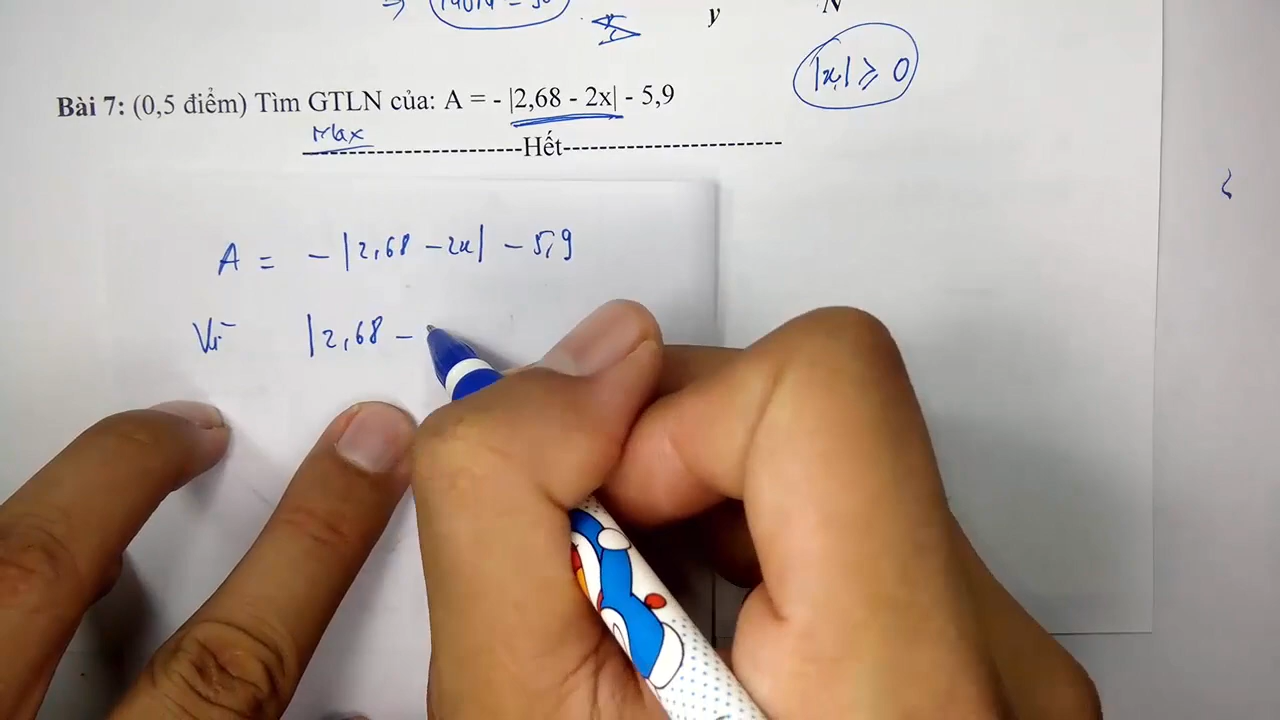 y N
|x| ≥ 0
Bài 7: (0,5 điểm) Tìm GTLN của: A = - |2,68 - 2x| - 5,9
Max
-----------------------Hết-----------------------
A = - |2,68 - 2x| - 5,9
Vì |2,68 -